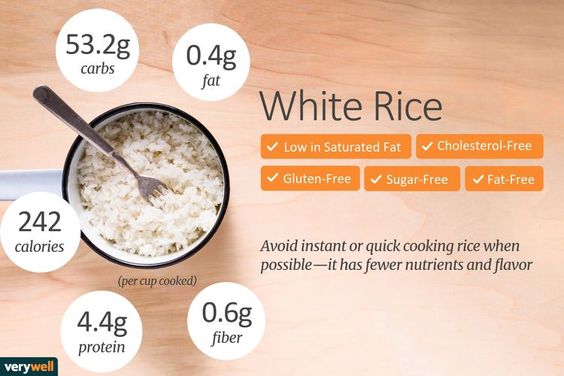 53.2g
carbs
0.4g
fat
White Rice
Low in Saturated Fat
Cholesterol-Free
Gluten-Free
Sugar-Free
Fat-Free
242
calories
Avoid instant or quick cooking rice when
possible—it has fewer nutrients and flavor
(per cup cooked)
4.4g
protein
0.6g
fiber
verywell